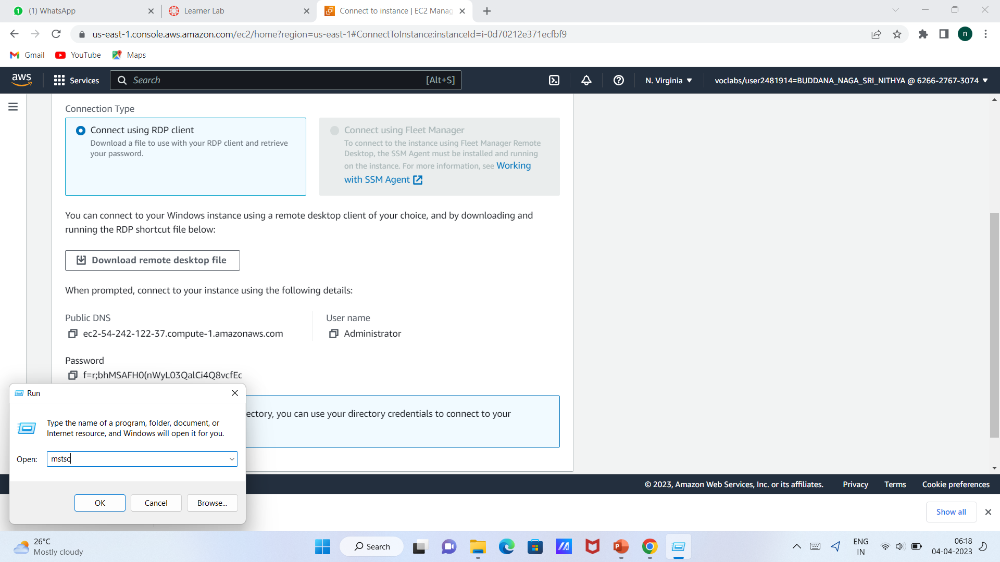 (1) WhatsApp
Learner Lab
Connect to instance | EC2 Manag
us-east-1.console.aws.amazon.com/ec2/home?region=us-east-1#ConnectToInstance:instanceId=i-0d70212e371ecfbf9
n
Gmail
YouTube
Maps
aws
Services
Search
[Alt+S]
N. Virginia
voclabs/user2481914=BUDDANA_NAGA_SRI_NITHYA @ 6266-2767-3074
Connection Type
Connect using RDP client
Download a file to use with your RDP client and retrieve
your password.
Connect using Fleet Manager
To connect to the instance using Fleet Manager Remote
Desktop, the SSM Agent must be installed and running
on the instance. For more information, see Working
with SSM Agent
You can connect to your Windows instance using a remote desktop client of your choice, and by downloading and
running the RDP shortcut file below:
Download remote desktop file
When prompted, connect to your instance using the following details:
Public DNS
ec2-54-242-122-37.compute-1.amazonaws.com
User name
Administrator
Password
f=r;bhMSAFH0(nWyL03QalCi4Q8vcfEc
ectory, you can use your directory credentials to connect to your
Run
Type the name of a program, folder, document, or
Internet resource, and Windows will open it for you.
Open:
mstsc
OK
Cancel
Browse...
© 2023, Amazon Web Services, Inc. or its affiliates.
Privacy
Terms
Cookie preferences
Show all
26°C
Mostly cloudy
Search
ENG
IN
06:18
04-04-2023